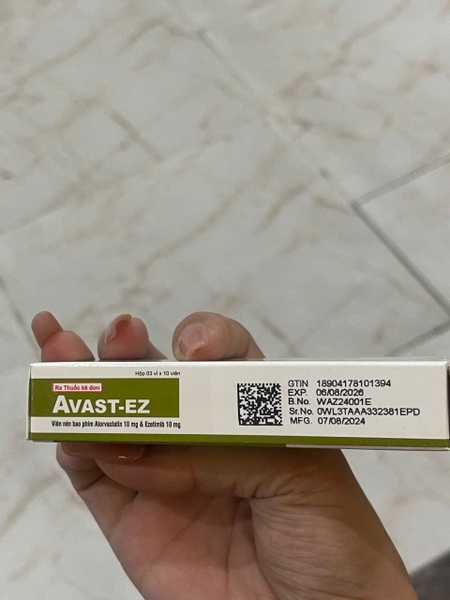 Hộp 03 vỉ x 10 viên
Rx Thuốc kê đơn
AVAST-EZ
Viên nén bao phim Atorvastatin 10 mg & Ezetimib 10 mg
GTIN 18904178101394
EXP. 06/08/2026
B.No. WAZ24001E
Sr.No. 0WL3TAAA332361EPD
MFG. 07/08/2024